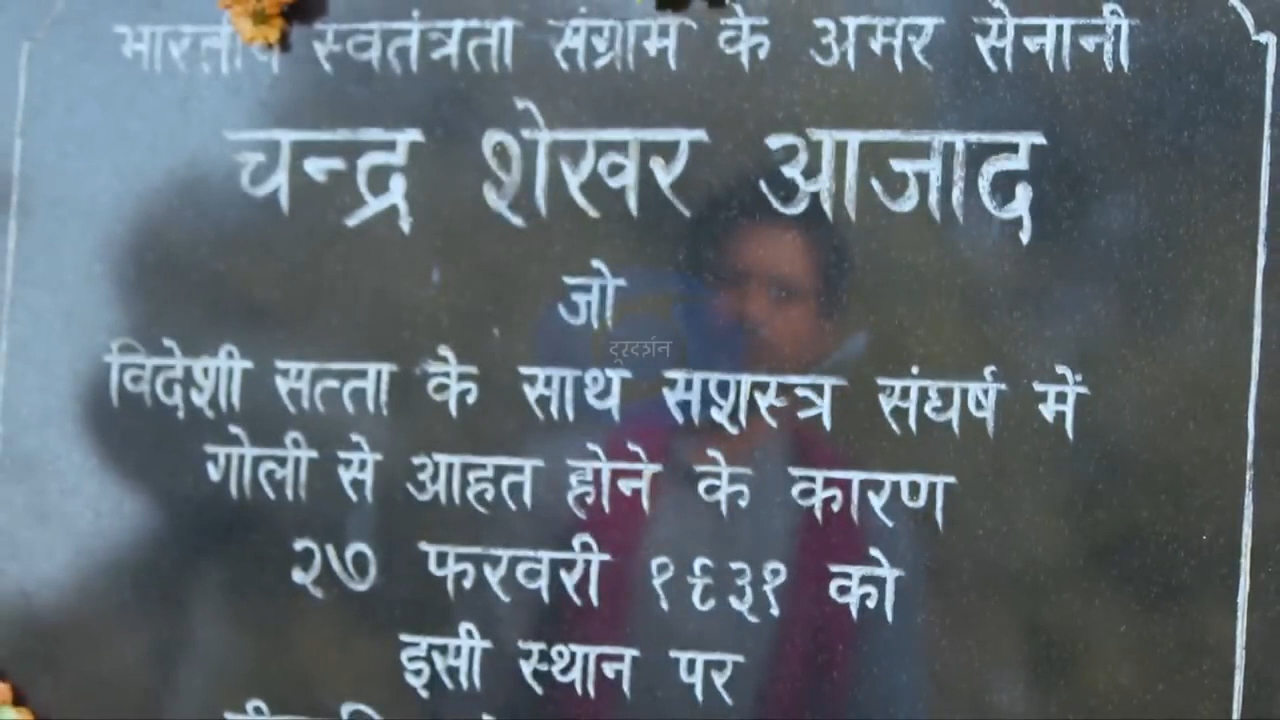 भारतीय स्वतंत्रता संग्राम के अमर सेनानी
चन्द्र शेखर आजाद
जो
दूरदर्शन
विदेशी सत्ता के साथ सशस्त्र संघर्ष में
गोली से आहत होने के कारण
२७ फरवरी १९३१ को
इसी स्थान पर